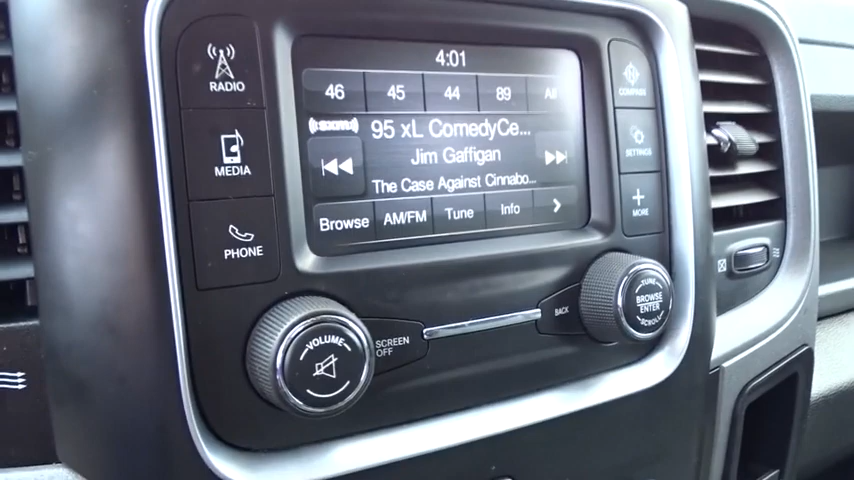 4:01
46 45 44 89 All
((sxm)) 95 xL ComedyCe...
Jim Gaffigan
The Case Against Cinnabo...
Browse AM/FM Tune Info >
RADIO
MEDIA
PHONE
COMPASS
SETTINGS
+
MORE
VOLUME
SCREEN
OFF
BACK
TUNE
BROWSE
ENTER
SCROLL